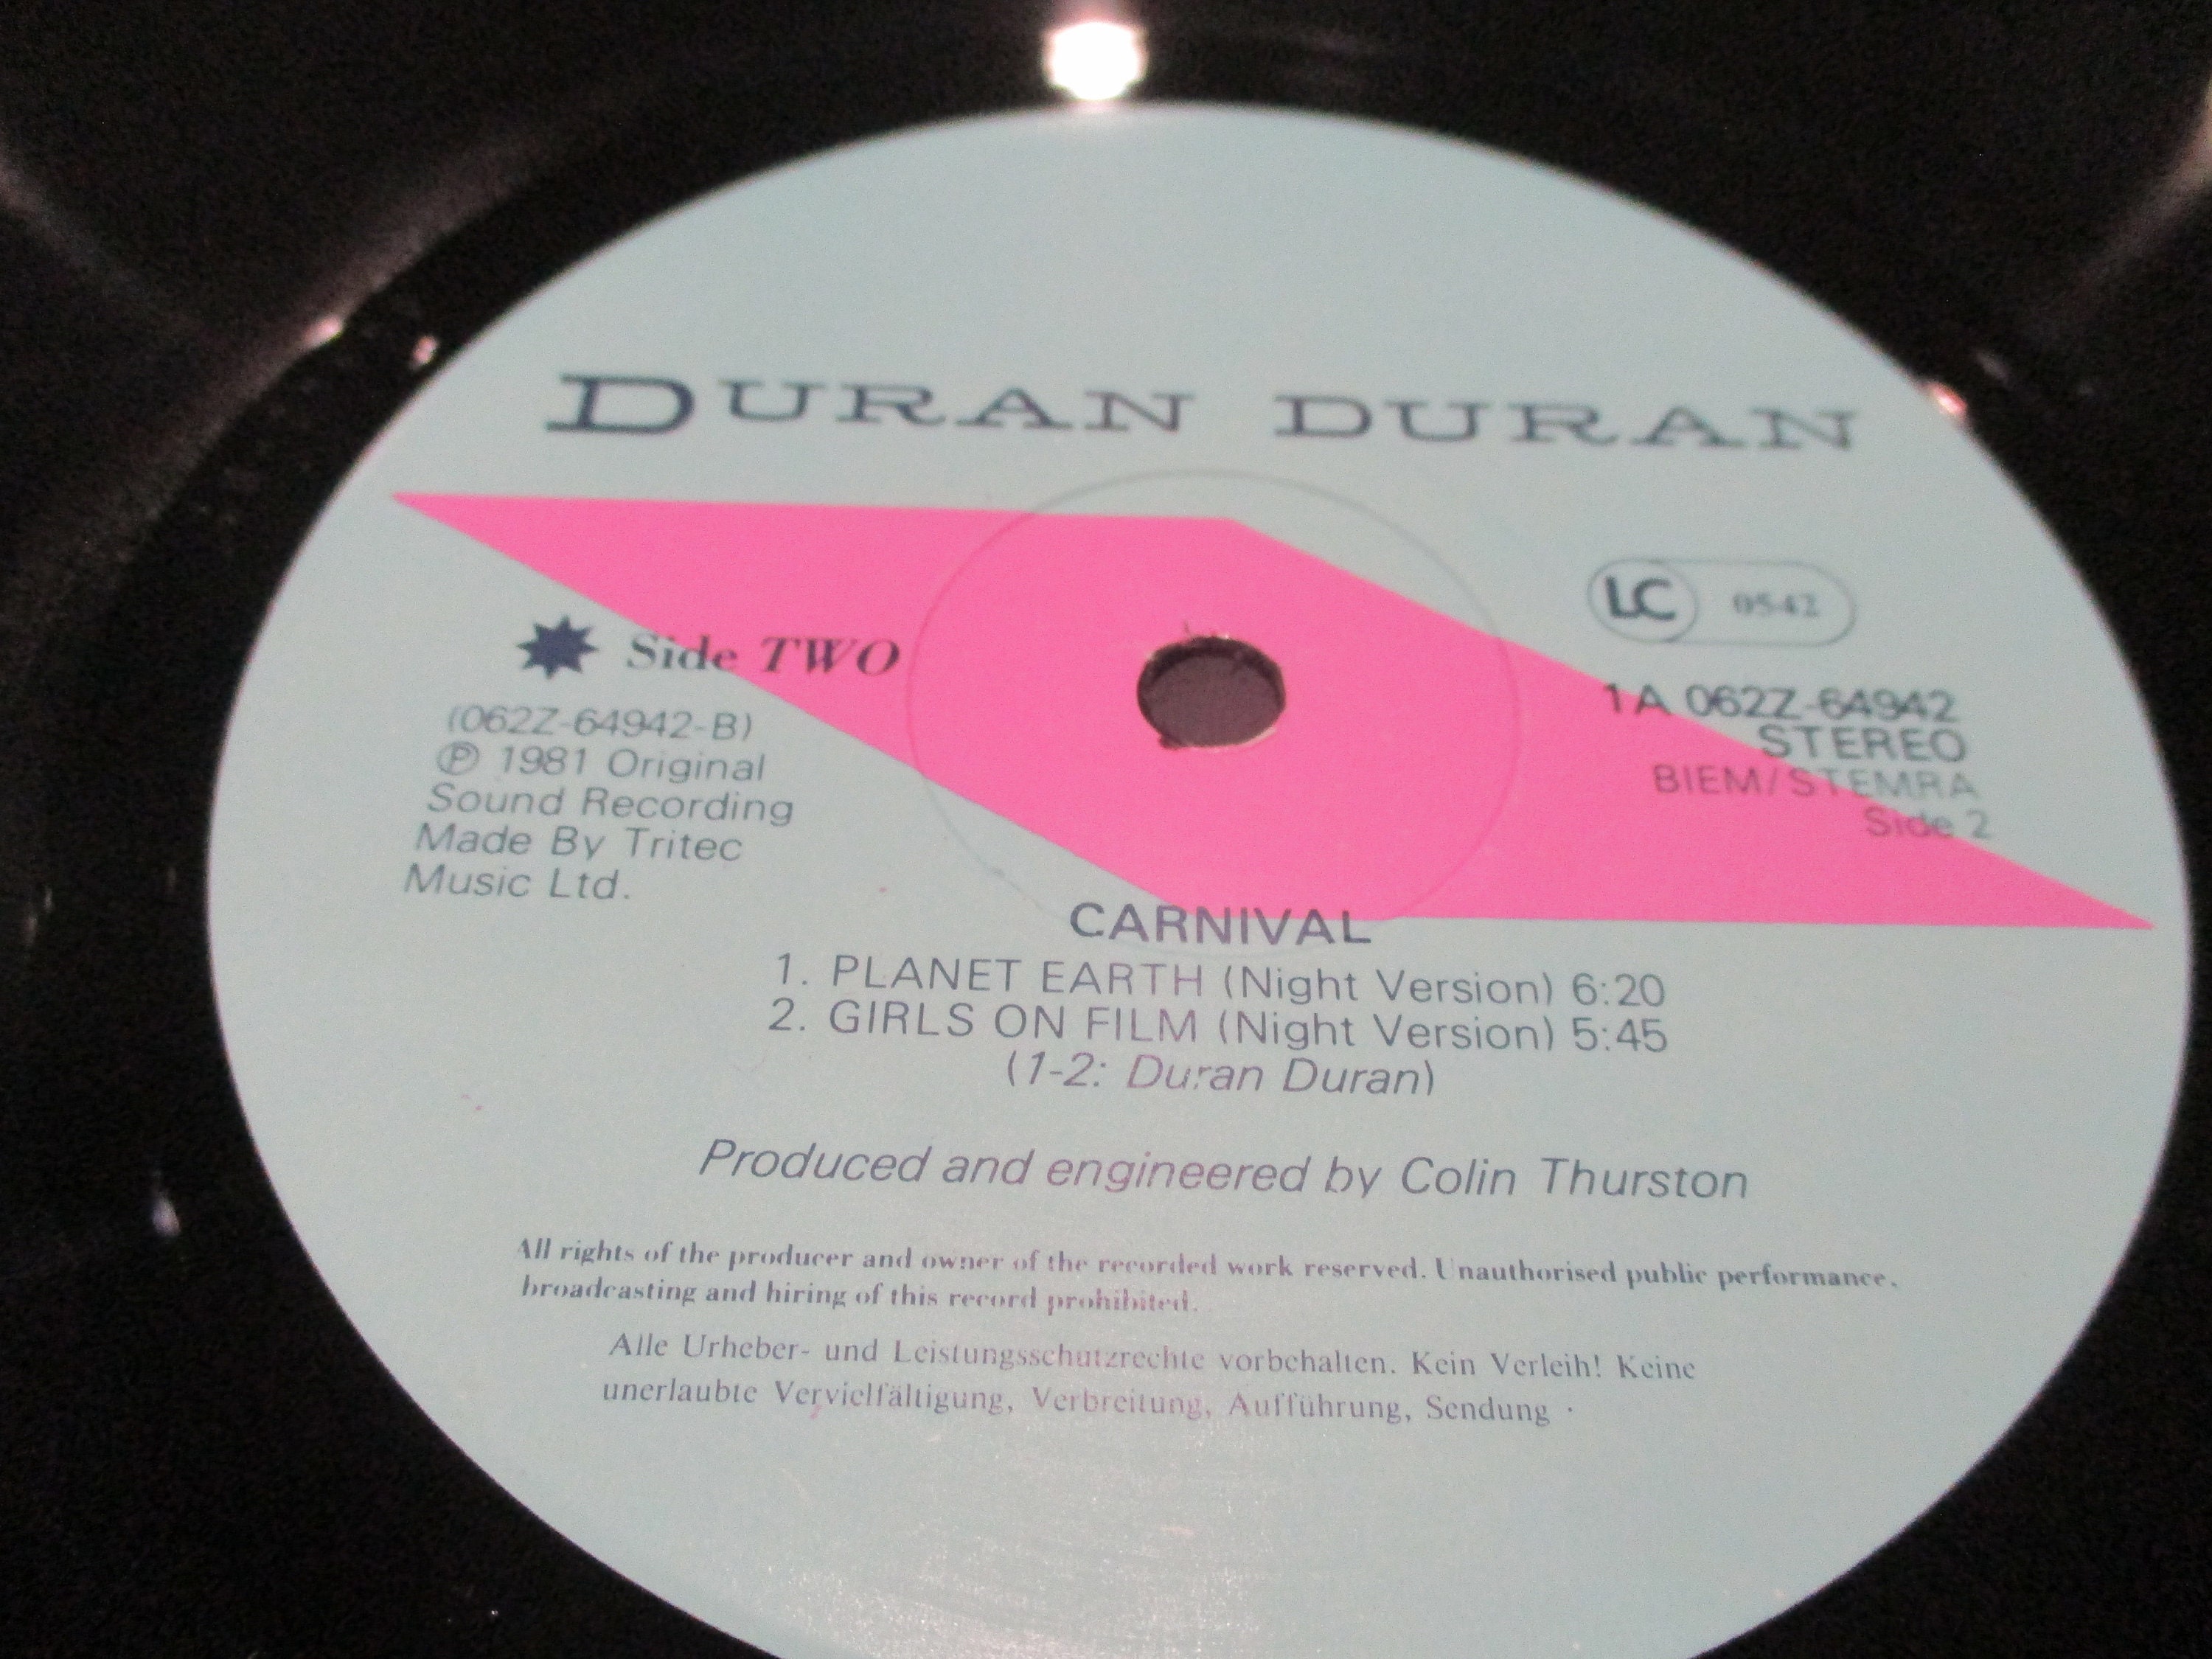 DURAN DURAN
LC 0542
Side TWO
(062Z-64942-B)
℗ 1981 Original
Sound Recording
Made By Tritec
Music Ltd.
1A 062Z-64942
STEREO
BIEM/STEMRA
Side 2
CARNIVAL
1. PLANET EARTH (Night Version) 6:20
2. GIRLS ON FILM (Night Version) 5:45
(1-2: Duran Duran)
Produced and engineered by Colin Thurston
All rights of the producer and owner of the recorded work reserved. Unauthorised public performance,
broadcasting and hiring of this record prohibited.
Alle Urheber- und Leistungsschutzrechte vorbehalten. Kein Verleih! Keine
unerlaubte Vervielfältigung, Verbreitung, Aufführung, Sendung ·